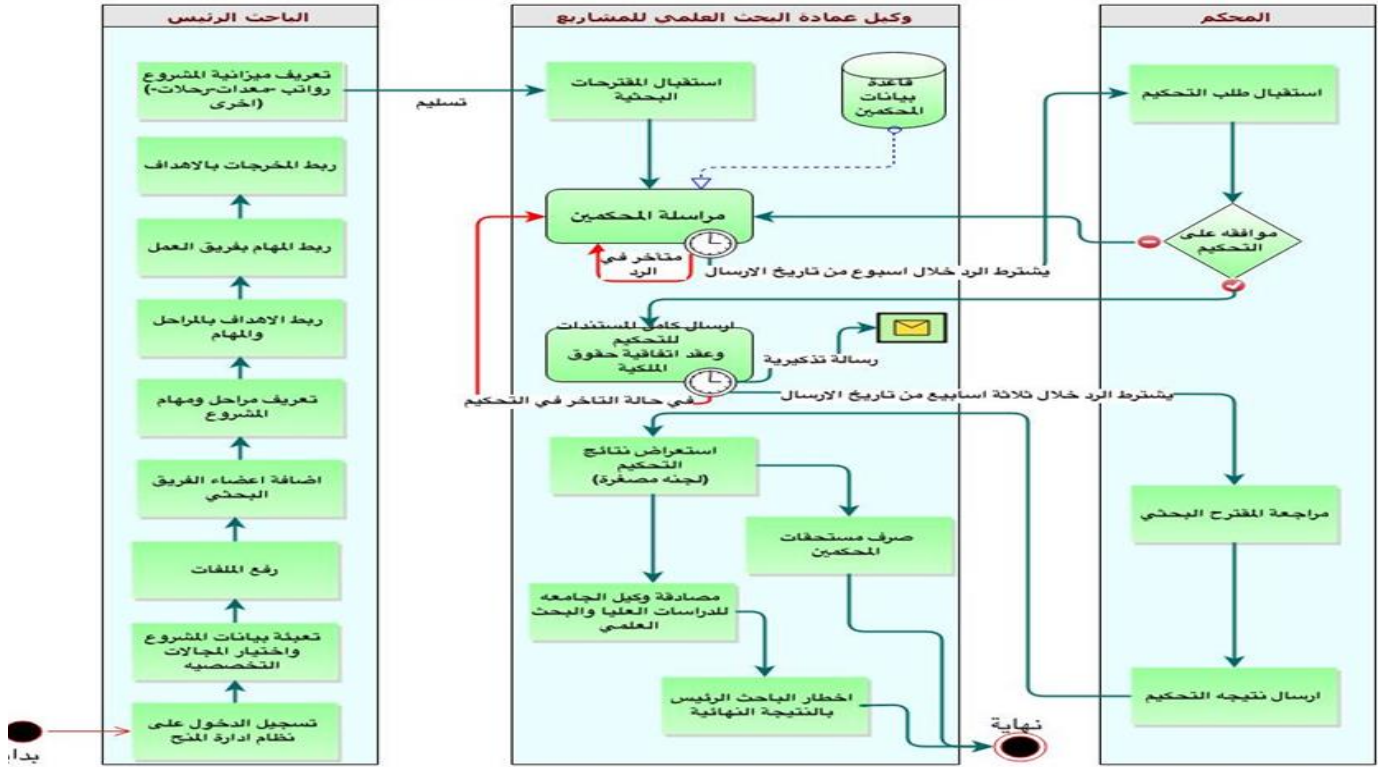 الباحث الرئيس
وكيل عمادة البحث العلمي للمشاريع
المحكم
تعريف ميزانية المشروع
رواتب -معدات-رحلات-)
(اخرى
تسليم
ربط المخرجات بالاهداف
ربط المهام بفريق العمل
ربط الاهداف بالمراحل
والمهام
تعريف مراحل ومهام
المشروع
اضافة اعضاء الفريق
البحثي
رفع الملفات
تعبئة بيانات المشروع
واختيار المجالات
التخصصيه
تسجيل الدخول على
نظام ادارة المنح
بداي
استقبال المقترحات
البحثية
قاعدة
بيانات
المحكمين
مراسلة المحكمين
متأخر في
الرد
يشترط الرد خلال اسبوع من تاريخ الارسال
ارسال كامل المستندات
للتحكيم
وعقد اتفاقية حقوق
الملكية
رسالة تذكيرية
في حالة التاخر في التحكيم
يشترط الرد خلال ثلاثة اسابيع من تاريخ الارسال
استعراض نتائج
التحكيم
(لجنه مصغرة)
صرف مستحقات
المحكمين
مصادقة وكيل الجامعه
للدراسات العليا والبحث
العلمي
اخطار الباحث الرئيس
بالنتيجة النهائية
نهاية
استقبال طلب التحكيم
موافقه على
التحكيم
مراجعة المقترح البحثي
ارسال نتيجه التحكيم